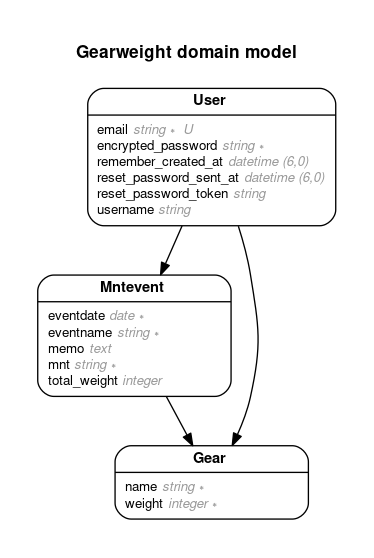 Gearweight domain model
User
email string * U
encrypted_password string *
remember_created_at datetime (6,0)
reset_password_sent_at datetime (6,0)
reset_password_token string
username string
Mntevent
eventdate date *
eventname string *
memo text
mnt string *
total_weight integer
Gear
name string *
weight integer *